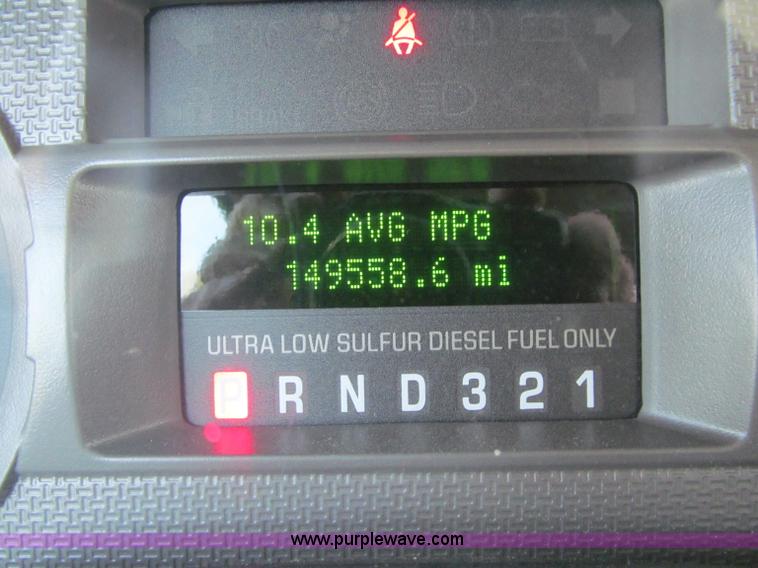 10.4 AVG MPG
149558.6 mi
ULTRA LOW SULFUR DIESEL FUEL ONLY
P R N D 3 2 1
www.purplewave.com